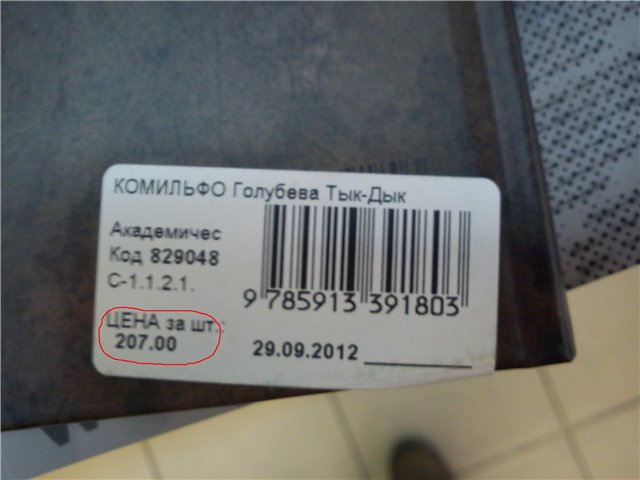 КОМИЛЬФО Голубева Тык-Дык
Академичес
Код 829048
С-1.1.2.1.
9 785913 391803
ЦЕНА за шт.:
207.00
29.09.2012